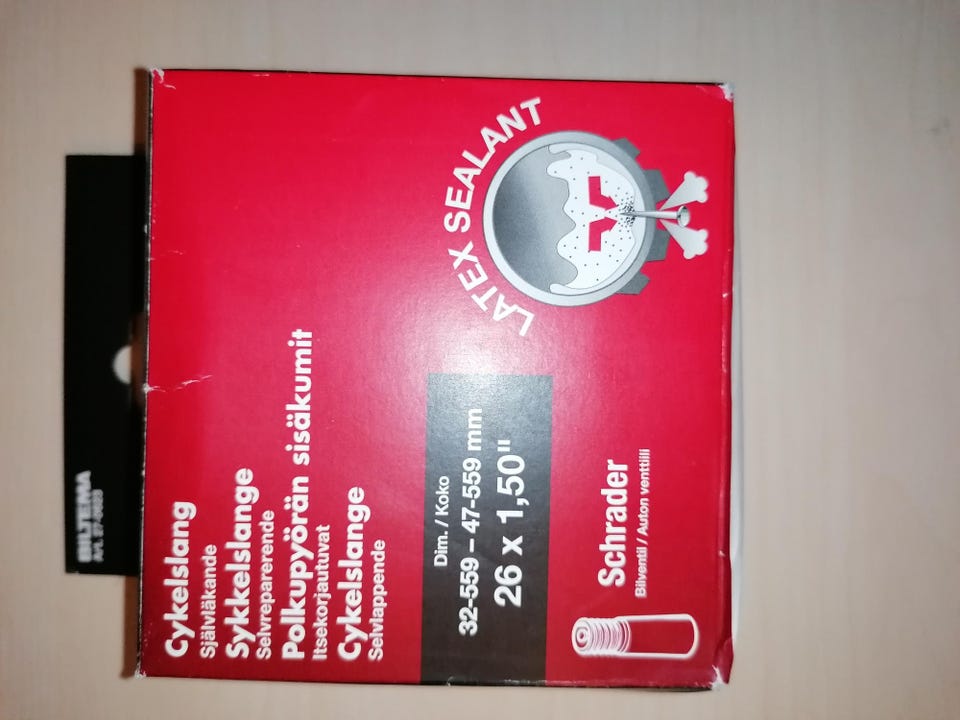 BILTEMA
Cykelslang
Självläkande
Sykkelslange
Selvreparerende
Polkupyörän sisäkumit
Itsekorjautuvat
Cykelslange
Selvlappende
LATEX SEALANT
Dim. / Koko
32-559 – 47-559 mm
26 x 1,50"
Schrader
Bilventil / Auton venttiili